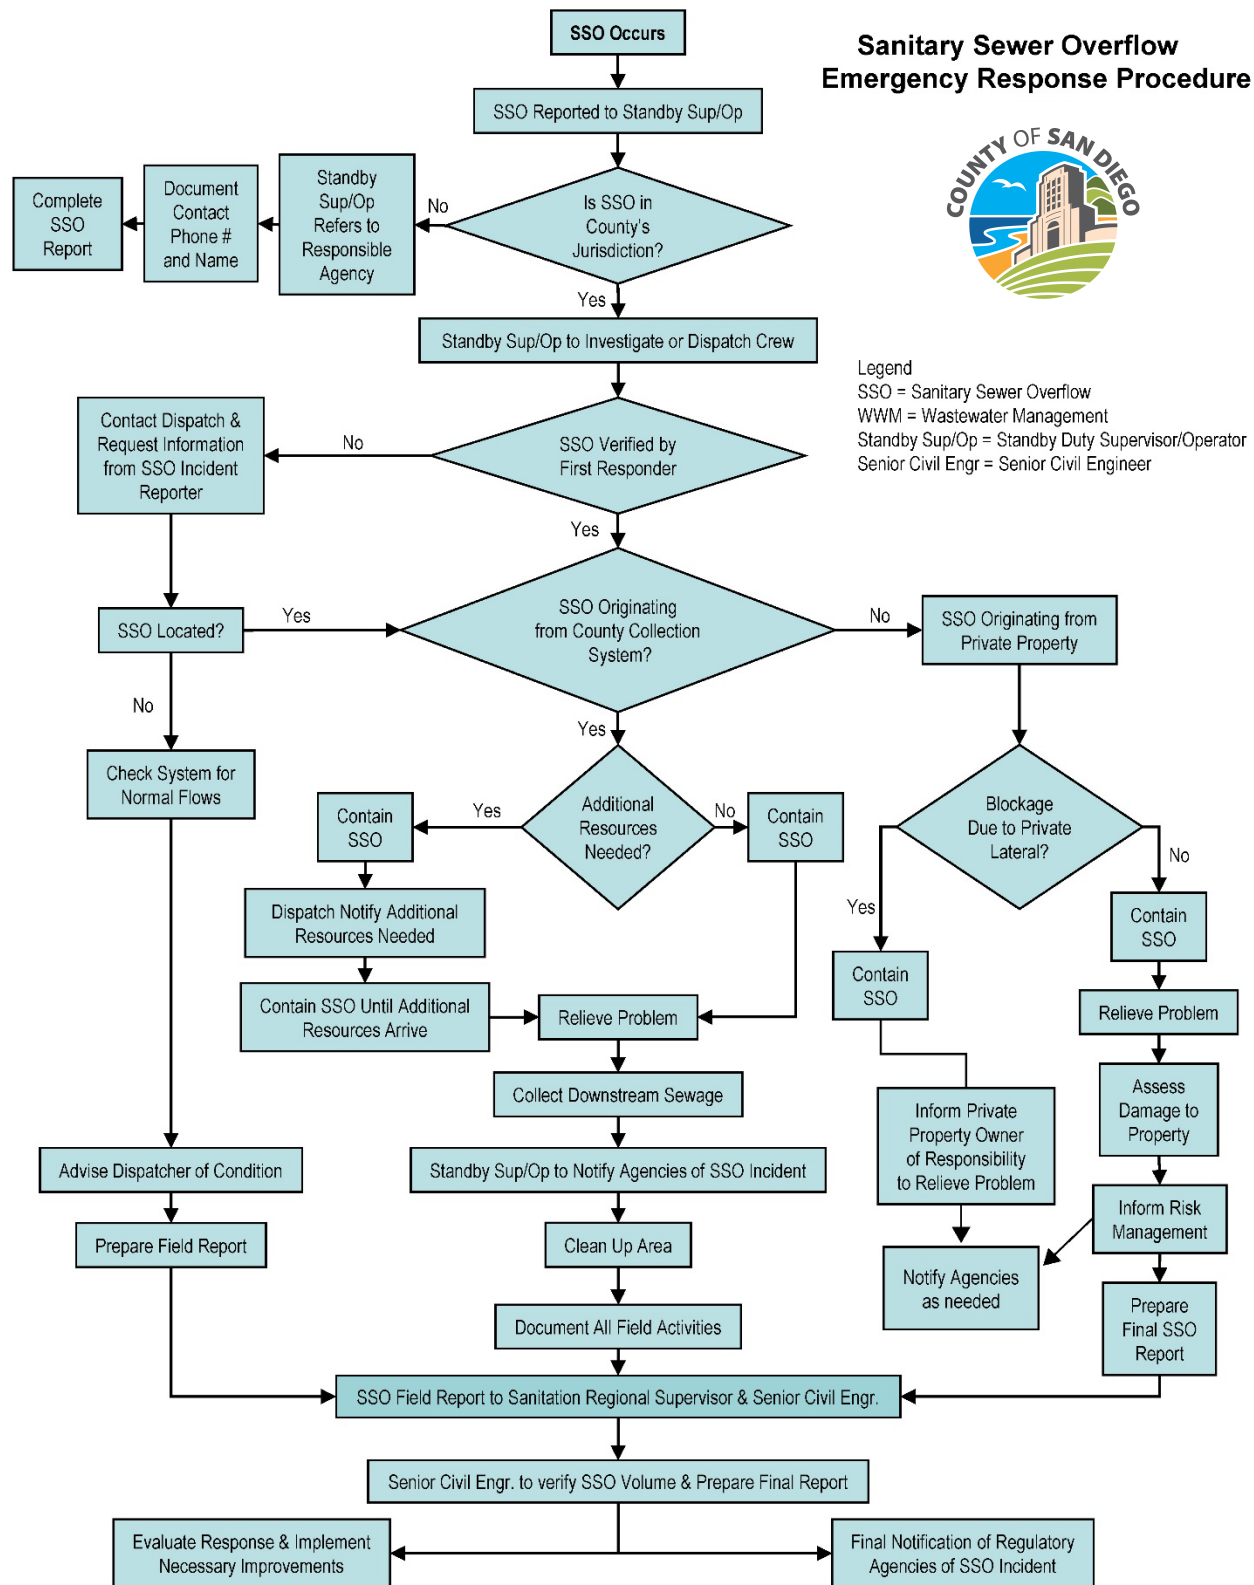 Sanitary Sewer Overflow
Emergency Response Procedure
COUNTY OF SAN DIEGO
SSO Occurs
SSO Reported to Standby Sup/Op
Is SSO in
County's
Jurisdiction?
No
Standby
Sup/Op
Refers to
Responsible
Agency
Document
Contact
Phone #
and Name
Complete
SSO
Report
Yes
Standby Sup/Op to Investigate or Dispatch Crew
Legend
SSO = Sanitary Sewer Overflow
WWM = Wastewater Management
Standby Sup/Op = Standby Duty Supervisor/Operator
Senior Civil Engr = Senior Civil Engineer
SSO Verified by
First Responder
No
Contact Dispatch &
Request Information
from SSO Incident
Reporter
Yes
SSO Located?
Yes
SSO Originating
from County Collection
System?
No
SSO Originating from
Private Property
No
Check System for
Normal Flows
Yes
Additional
Resources
Needed?
Yes
Contain
SSO
No
Contain
SSO
Dispatch Notify Additional
Resources Needed
Contain SSO Until Additional
Resources Arrive
Relieve Problem
Collect Downstream Sewage
Standby Sup/Op to Notify Agencies of SSO Incident
Clean Up Area
Document All Field Activities
Blockage
Due to Private
Lateral?
Yes
Contain
SSO
Inform Private
Property Owner
of Responsibility
to Relieve Problem
Notify Agencies
as needed
No
Contain
SSO
Relieve Problem
Assess
Damage to
Property
Inform Risk
Management
Prepare
Final SSO
Report
Advise Dispatcher of Condition
Prepare Field Report
SSO Field Report to Sanitation Regional Supervisor & Senior Civil Engr.
Senior Civil Engr. to verify SSO Volume & Prepare Final Report
Evaluate Response & Implement
Necessary Improvements
Final Notification of Regulatory
Agencies of SSO Incident